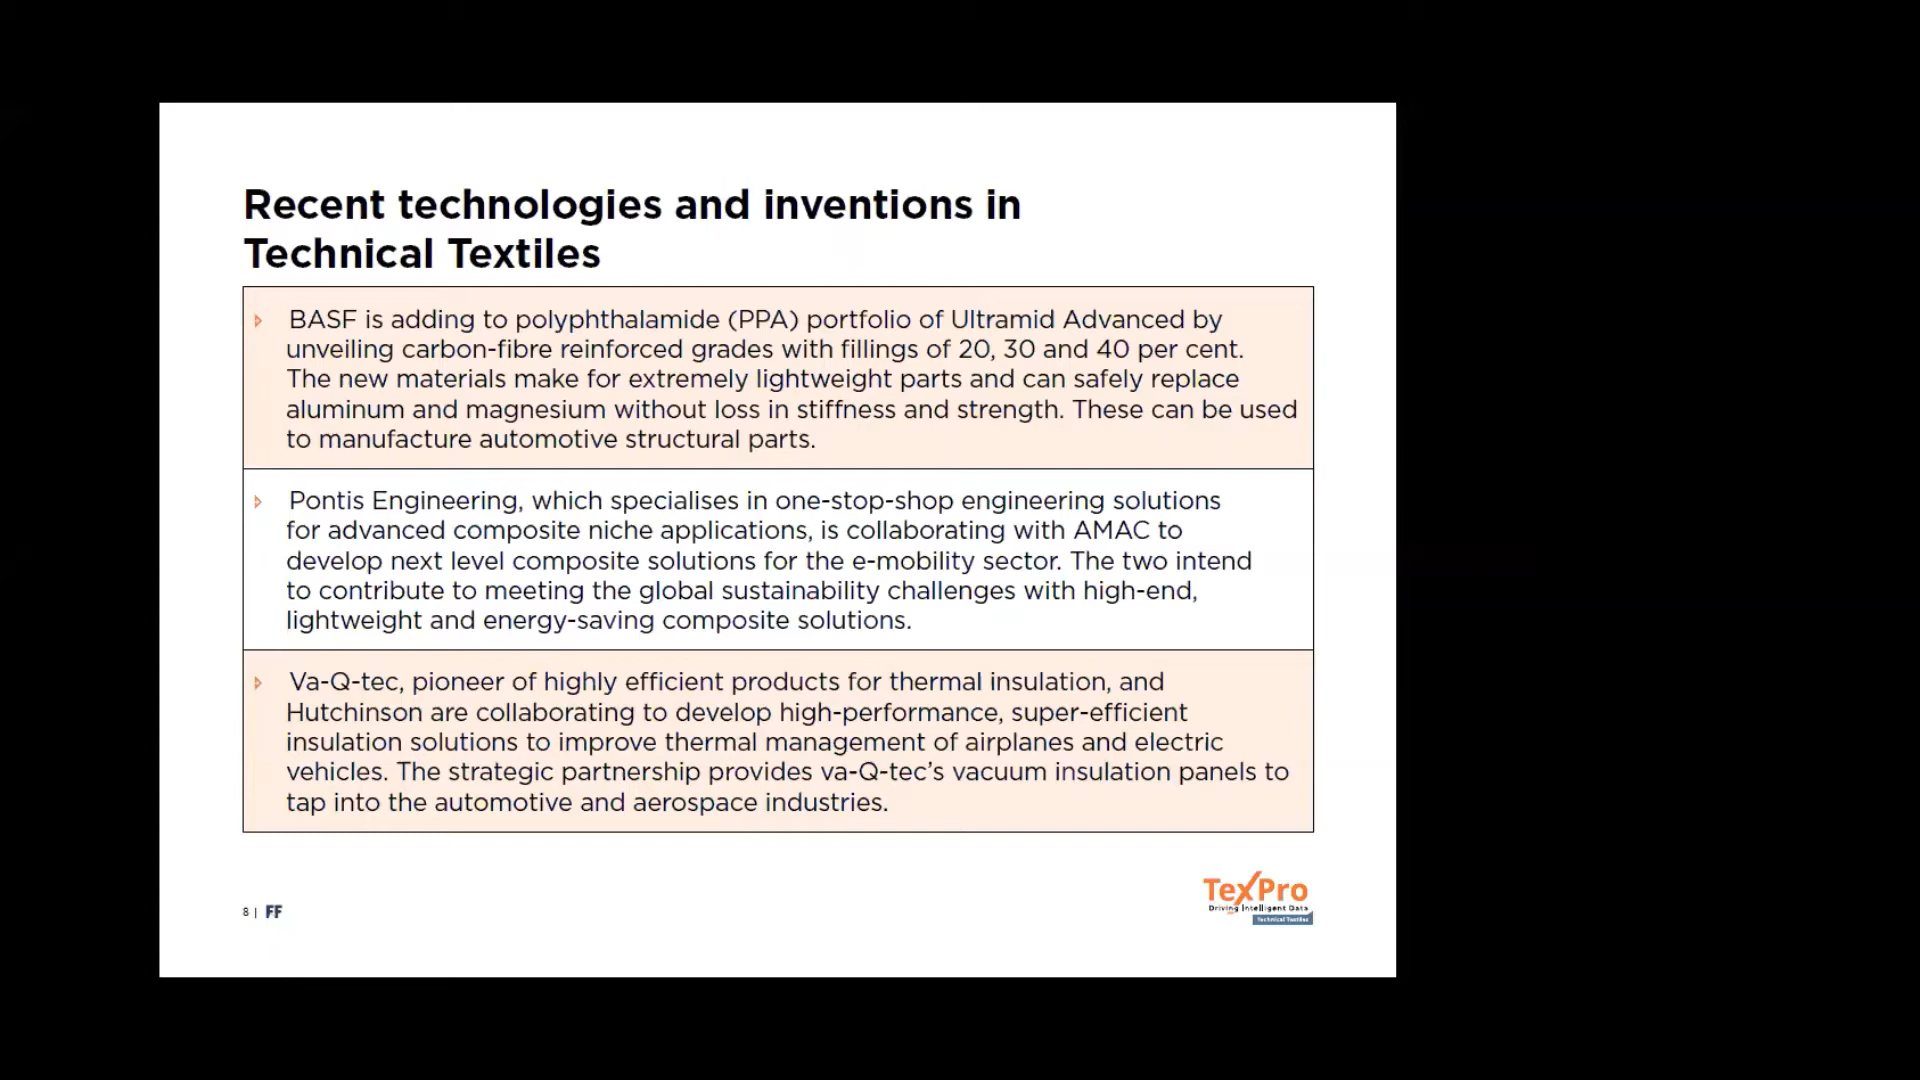 Recent technologies and inventions in
Technical Textiles
BASF is adding to polyphthalamide (PPA) portfolio of Ultramid Advanced by
unveiling carbon-fibre reinforced grades with fillings of 20, 30 and 40 per cent.
The new materials make for extremely lightweight parts and can safely replace
aluminum and magnesium without loss in stiffness and strength. These can be used
to manufacture automotive structural parts.
Pontis Engineering, which specialises in one-stop-shop engineering solutions
for advanced composite niche applications, is collaborating with AMAC to
develop next level composite solutions for the e-mobility sector. The two intend
to contribute to meeting the global sustainability challenges with high-end,
lightweight and energy-saving composite solutions.
Va-Q-tec, pioneer of highly efficient products for thermal insulation, and
Hutchinson are collaborating to develop high-performance, super-efficient
insulation solutions to improve thermal management of airplanes and electric
vehicles. The strategic partnership provides va-Q-tec’s vacuum insulation panels to
tap into the automotive and aerospace industries.
8 | FF
TexPro
Driving Intelligent Data
Technical Textiles